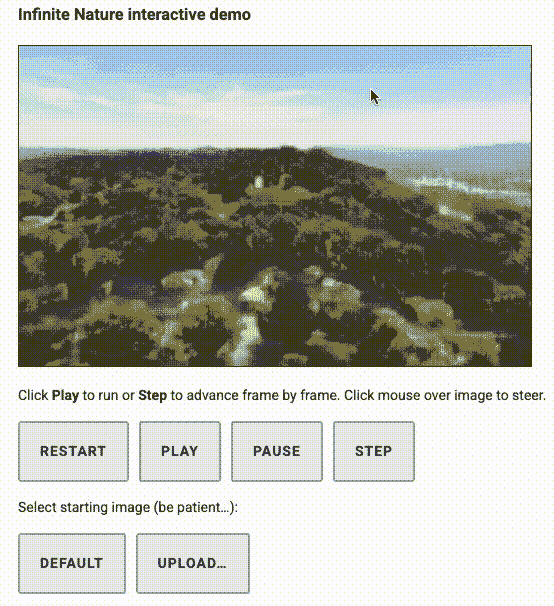 Infinite Nature interactive demo
Click Play to run or Step to advance frame by frame. Click mouse over image to steer.
RESTART PLAY PAUSE STEP
Select starting image (be patient…):
DEFAULT UPLOAD…